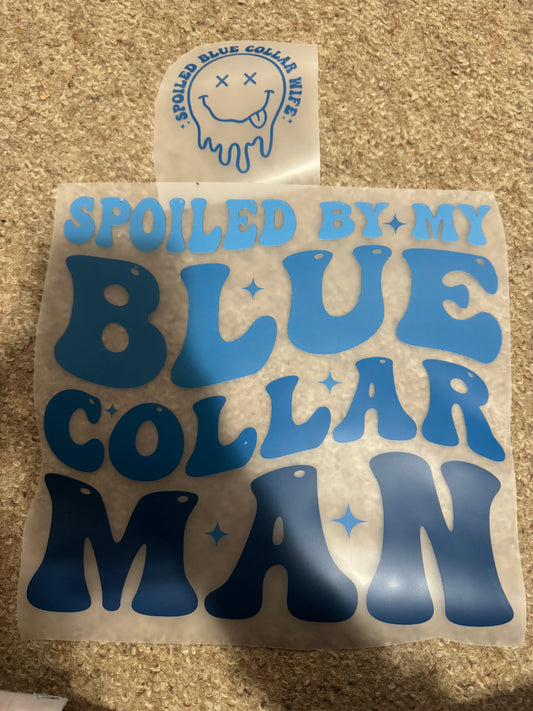 SPOILED BLUE COLLAR WIFE
SPOILED BY MY
BLUE
COLLAR
MAN